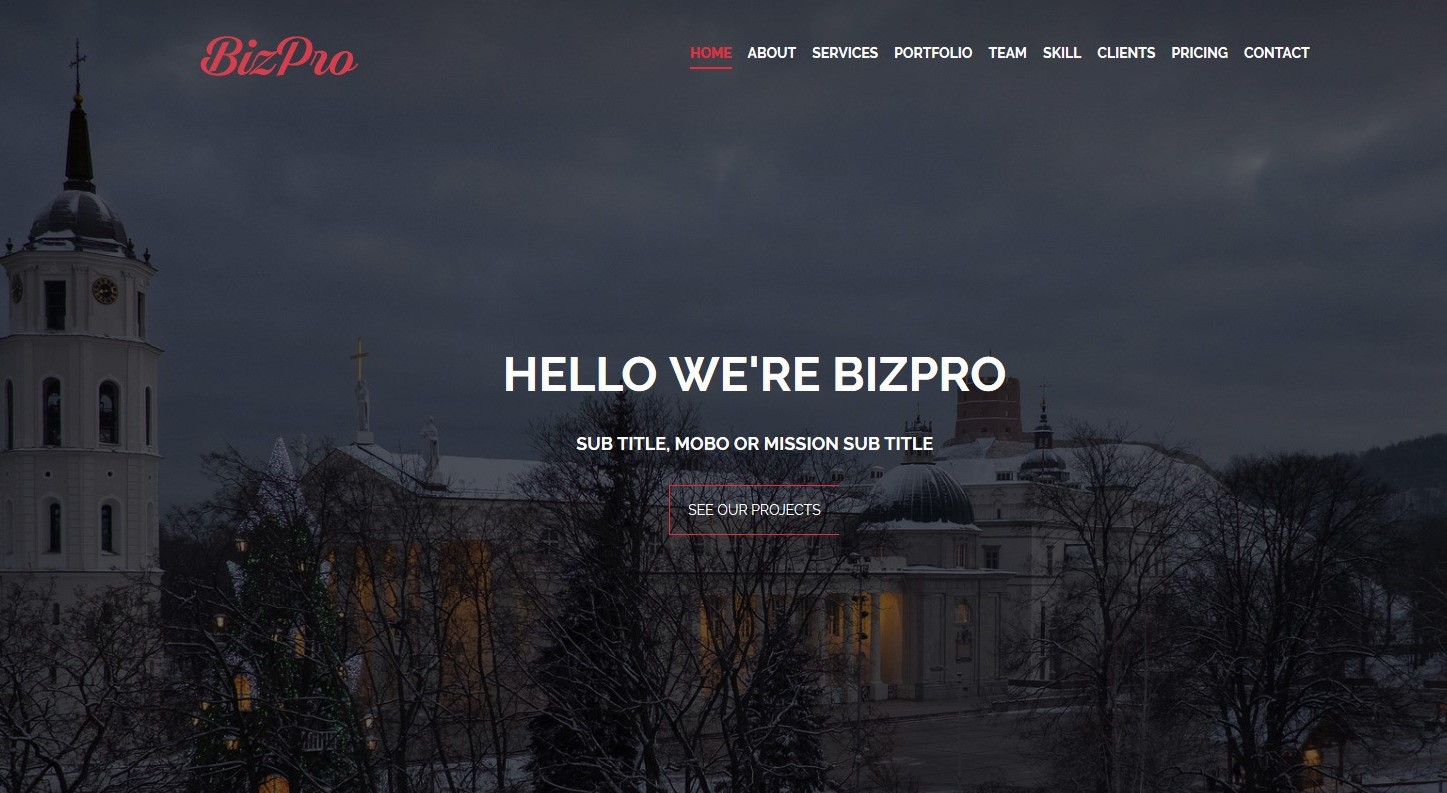 BizPro
HOME ABOUT SERVICES PORTFOLIO TEAM SKILL CLIENTS PRICING CONTACT
HELLO WE'RE BIZPRO
SUB TITLE, MOBO OR MISSION SUB TITLE
SEE OUR PROJECTS